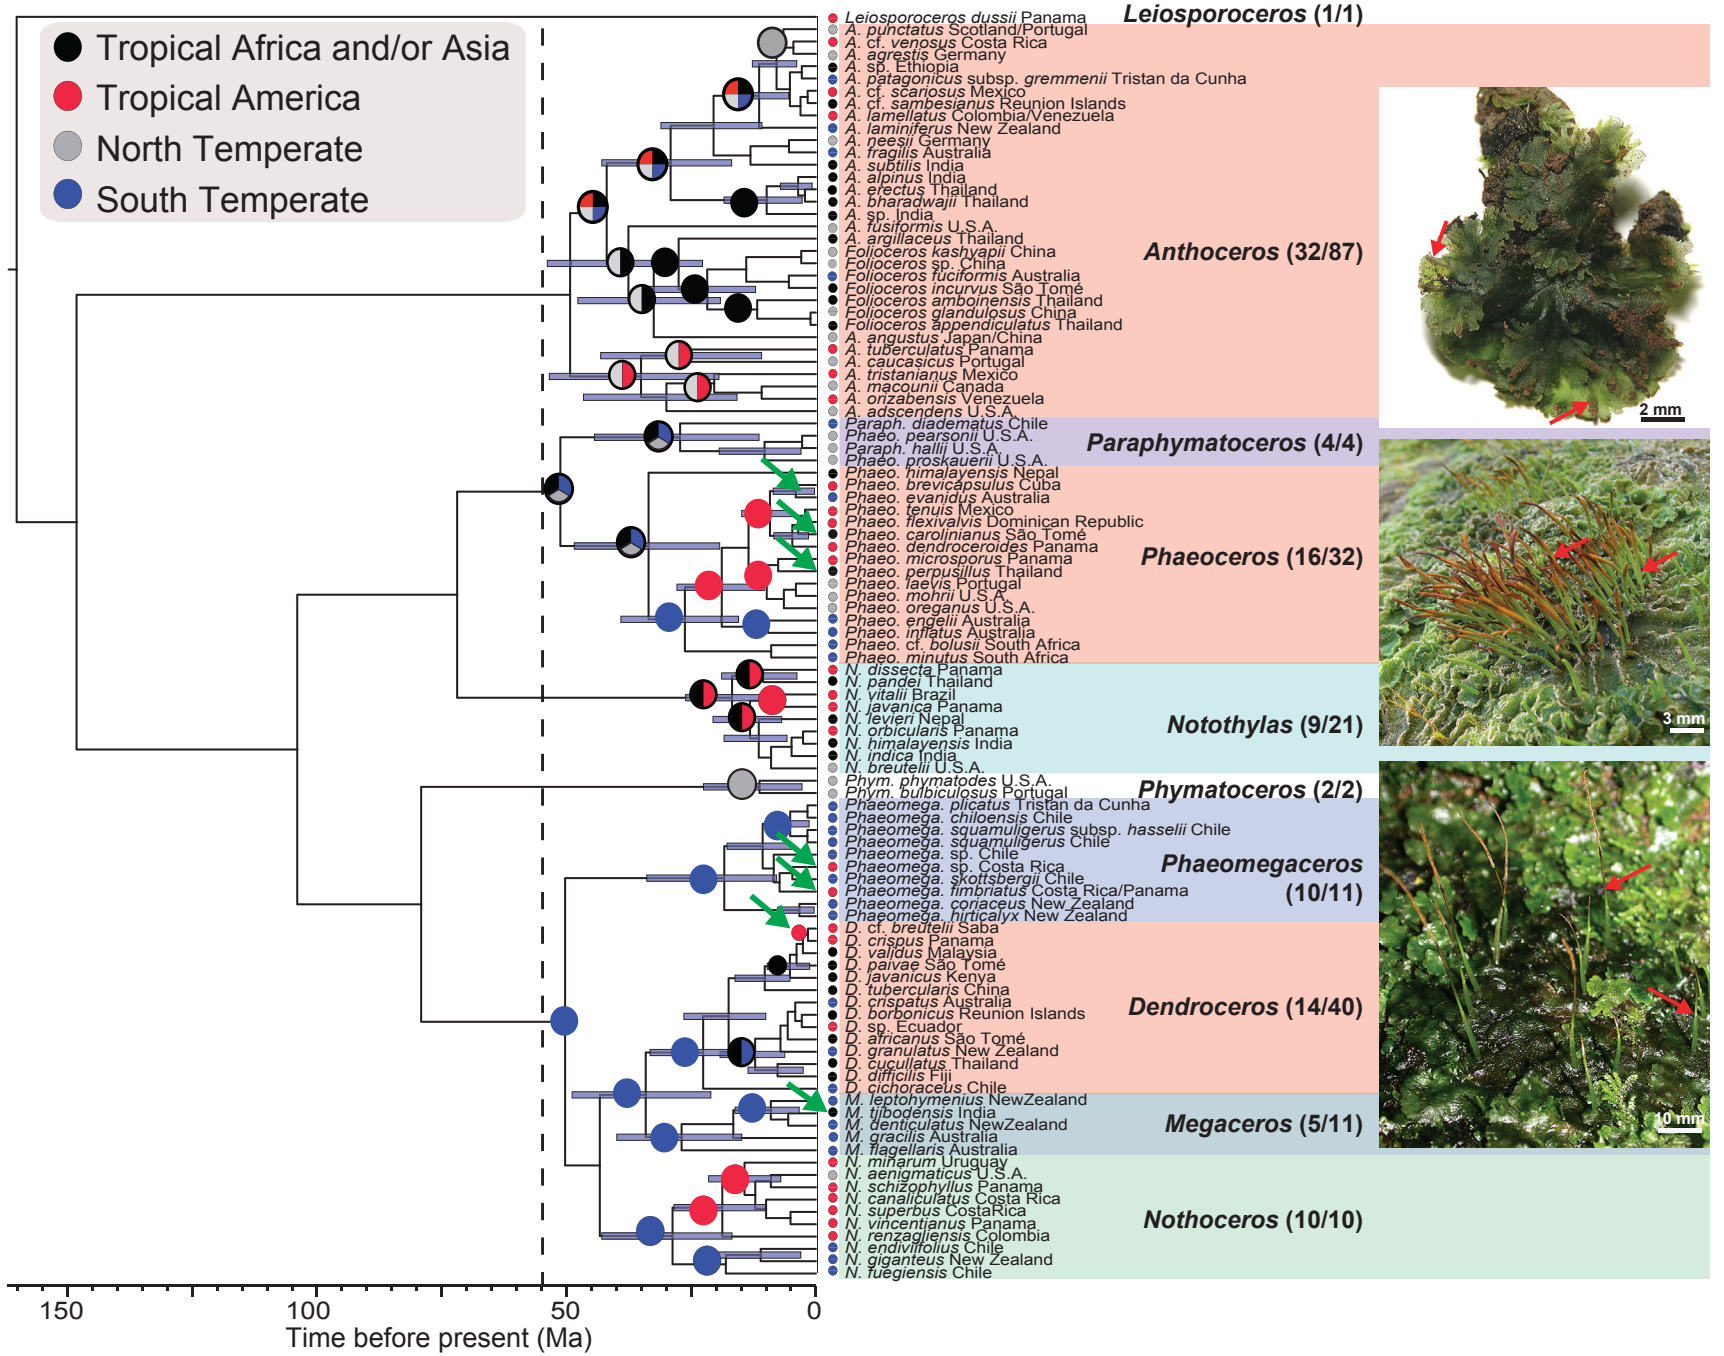 Tropical Africa and/or Asia
Tropical America
North Temperate
South Temperate
Leiosporoceros dussii Panama
A. punctatus Scotland/Portugal
A. cf. venosus Costa Rica
A. agrestis Germany
A. sp. Ethiopia
A. patagonicus subsp. gremmenii Tristan da Cunha
A. cf. scariosus Mexico
A. cf. sambesianus Reunion Islands
A. lamellatus Colombia/Venezuela
A. laminiferus New Zealand
A. neesii Germany
A. fragilis Australia
A. subtilis India
A. alpinus India
A. erectus Thailand
A. bharadwajii Thailand
A. sp. India
A. fusiformis U.S.A.
A. argillaceus Thailand
Folioceros kashyapii China
Folioceros sp. China
Folioceros fuciformis Australia
Folioceros incurvus São Tomé
Folioceros amboinensis Thailand
Folioceros glandulosus China
Folioceros appendiculatus Thailand
A. angustus Japan/China
A. tuberculatus Panama
A. caucasicus Portugal
A. tristanianus Mexico
A. macounii Canada
A. orizabensis Venezuela
A. adscendens U.S.A.
Paraph. diadematus Chile
Phaeo. pearsonii U.S.A.
Paraph. hallii U.S.A.
Phaeo. proskauerii U.S.A.
Phaeo. himalayensis Nepal
Phaeo. brevicapsulus Cuba
Phaeo. evanidus Australia
Phaeo. tenuis Mexico
Phaeo. flexivalvis Dominican Republic
Phaeo. carolinianus São Tomé
Phaeo. dendroceroides Panama
Phaeo. microsporus Panama
Phaeo. perpusillus Thailand
Phaeo. laevis Portugal
Phaeo. mohrii U.S.A.
Phaeo. oreganus U.S.A.
Phaeo. engelii Australia
Phaeo. inflatus Australia
Phaeo. cf. bolusii South Africa
Phaeo. minutus South Africa
N. dissecta Panama
N. pandei Thailand
N. vitalii Brazil
N. javanica Panama
N. levieri Nepal
N. orbicularis Panama
N. himalayensis India
N. indica India
N. breutelii U.S.A.
Phym. phymatodes U.S.A.
Phym. bulbiculosus Portugal
Phaeomega. plicatus Tristan da Cunha
Phaeomega. chiloensis Chile
Phaeomega. squamuligerus subsp. hasselii Chile
Phaeomega. squamuligerus Chile
Phaeomega. sp. Chile
Phaeomega. sp. Costa Rica
Phaeomega. skottsbergii Chile
Phaeomega. fimbriatus Costa Rica/Panama
Phaeomega. coriaceus New Zealand
Phaeomega. hirticalyx New Zealand
D. cf. breutelii Saba
D. crispus Panama
D. validus Malaysia
D. paivae São Tomé
D. javanicus Kenya
D. tubercularis China
D. crispatus Australia
D. borbonicus Reunion Islands
D. sp. Ecuador
D. africanus São Tomé
D. granulatus New Zealand
D. cucullatus Thailand
D. difficilis Fiji
D. cichoraceus Chile
M. leptohymenius NewZealand
M. tjibodensis India
M. denticulatus NewZealand
M. gracilis Australia
M. flagellaris Australia
N. minarum Uruguay
N. aenigmaticus U.S.A.
N. schizophyllus Panama
N. canaliculatus Costa Rica
N. superbus CostaRica
N. vincentianus Panama
N. renzagliensis Colombia
N. endiviifolius Chile
N. giganteus New Zealand
N. fuegiensis Chile
Leiosporoceros (1/1)
Anthoceros (32/87)
Paraphymatoceros (4/4)
Phaeoceros (16/32)
Notothylas (9/21)
Phymatoceros (2/2)
Phaeomegaceros
(10/11)
Dendroceros (14/40)
Megaceros (5/11)
Nothoceros (10/10)
2 mm
3 mm
10 mm
150 100 50 0
Time before present (Ma)